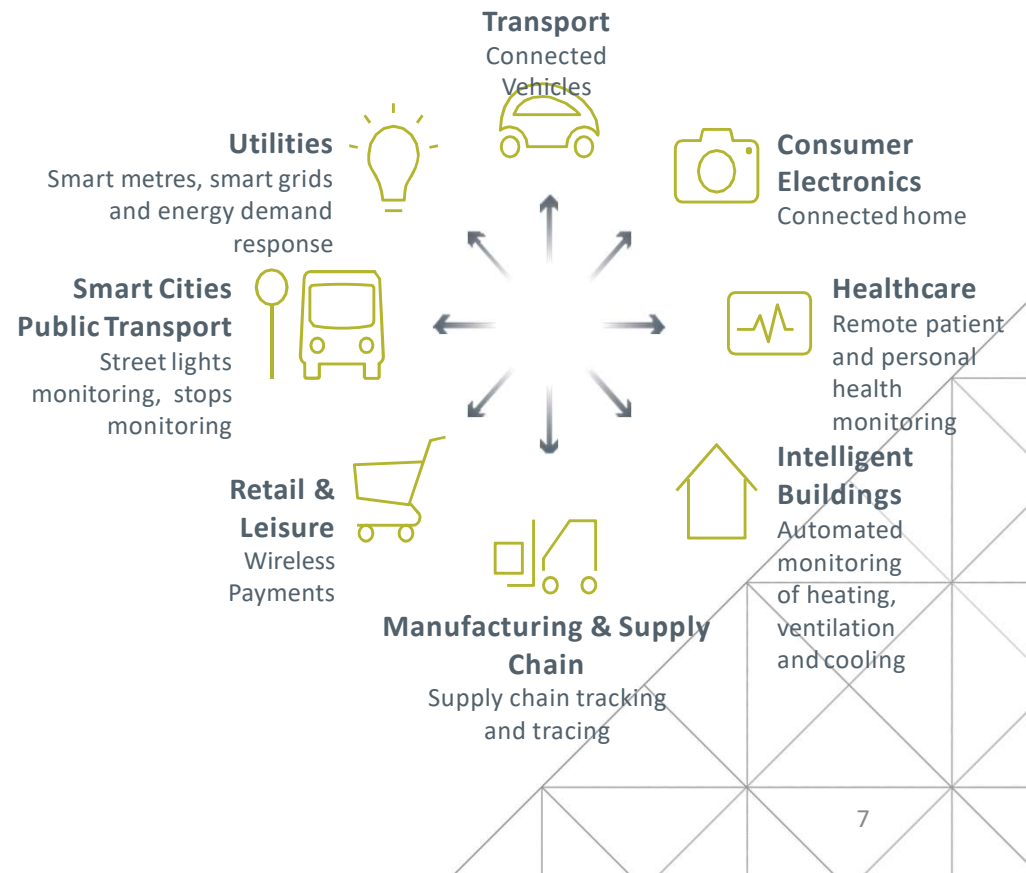 Transport
Connected
Vehicles
Utilities
Smart metres, smart grids
and energy demand
response
Consumer
Electronics
Connected home
Smart Cities
Public Transport
Street lights
monitoring, stops
monitoring
Healthcare
Remote patient
and personal
health
monitoring
Retail &
Leisure
Wireless
Payments
Intelligent
Buildings
Automated
monitoring
of heating,
ventilation
and cooling
Manufacturing & Supply
Chain
Supply chain tracking
and tracing
7